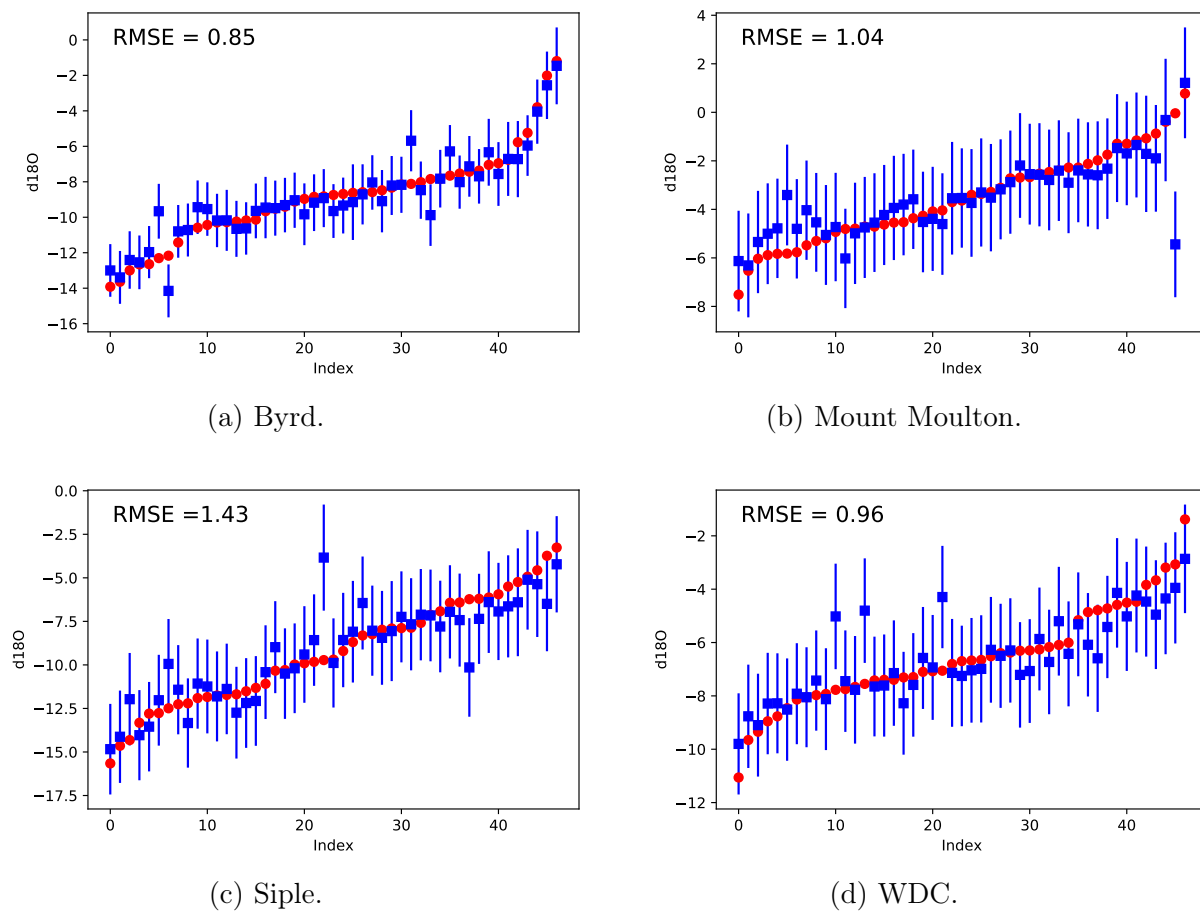 RMSE = 0.85
d18O
0
−2
−4
−6
−8
−10
−12
−14
−16
0 10 20 30 40
Index
(a) Byrd.
RMSE = 1.04
d18O
4
2
0
−2
−4
−6
−8
0 10 20 30 40
Index
(b) Mount Moulton.
RMSE =1.43
d18O
0.0
−2.5
−5.0
−7.5
−10.0
−12.5
−15.0
−17.5
0 10 20 30 40
Index
(c) Siple.
RMSE = 0.96
d18O
−2
−4
−6
−8
−10
−12
0 10 20 30 40
Index
(d) WDC.